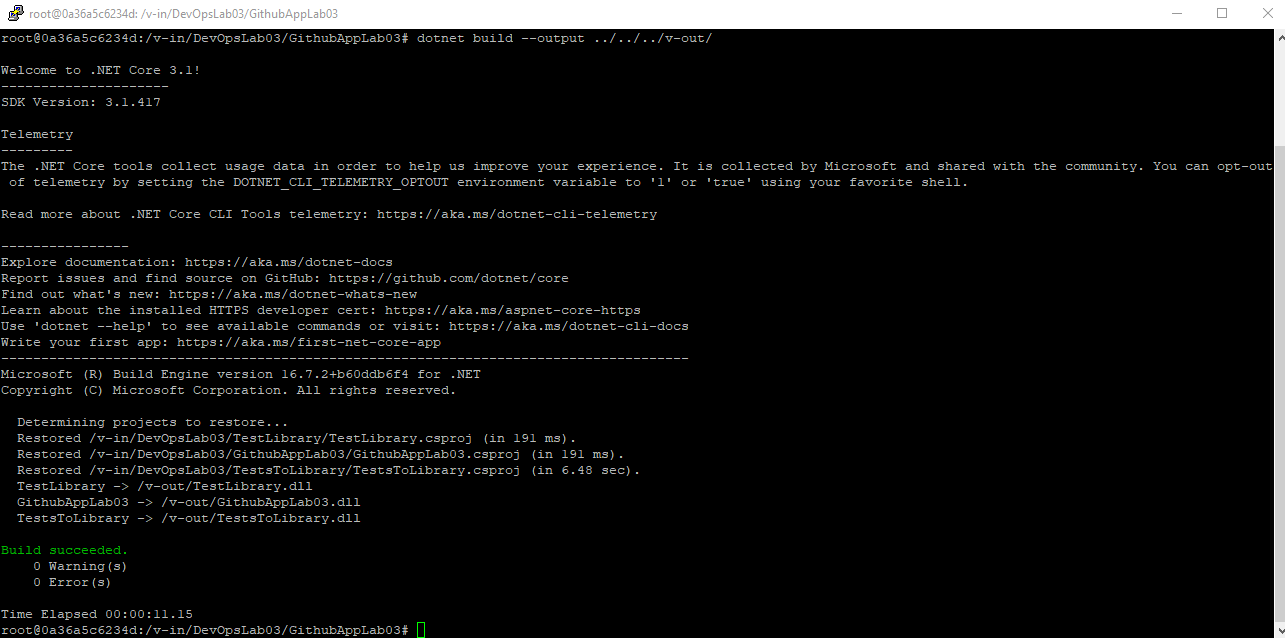 root@0a36a5c6234d: /v-in/DevOpsLab03/GithubAppLab03
root@0a36a5c6234d:/v-in/DevOpsLab03/GithubAppLab03# dotnet build --output ../../../v-out/
Welcome to .NET Core 3.1!
---------------------
SDK Version: 3.1.417
Telemetry
---------
The .NET Core tools collect usage data in order to help us improve your experience. It is collected by Microsoft and shared with the community. You can opt-out
 of telemetry by setting the DOTNET_CLI_TELEMETRY_OPTOUT environment variable to '1' or 'true' using your favorite shell.
Read more about .NET Core CLI Tools telemetry: https://aka.ms/dotnet-cli-telemetry
----------------
Explore documentation: https://aka.ms/dotnet-docs
Report issues and find source on GitHub: https://github.com/dotnet/core
Find out what's new: https://aka.ms/dotnet-whats-new
Learn about the installed HTTPS developer cert: https://aka.ms/aspnet-core-https
Use 'dotnet --help' to see available commands or visit: https://aka.ms/dotnet-cli-docs
Write your first app: https://aka.ms/first-net-core-app
--------------------------------------------------------------------------------------
Microsoft (R) Build Engine version 16.7.2+b60ddb6f4 for .NET
Copyright (C) Microsoft Corporation. All rights reserved.
  Determining projects to restore...
  Restored /v-in/DevOpsLab03/TestLibrary/TestLibrary.csproj (in 191 ms).
  Restored /v-in/DevOpsLab03/GithubAppLab03/GithubAppLab03.csproj (in 191 ms).
  Restored /v-in/DevOpsLab03/TestsToLibrary/TestsToLibrary.csproj (in 6.48 sec).
  TestLibrary -> /v-out/TestLibrary.dll
  GithubAppLab03 -> /v-out/GithubAppLab03.dll
  TestsToLibrary -> /v-out/TestsToLibrary.dll
Build succeeded.
    0 Warning(s)
    0 Error(s)
Time Elapsed 00:00:11.15
root@0a36a5c6234d:/v-in/DevOpsLab03/GithubAppLab03#